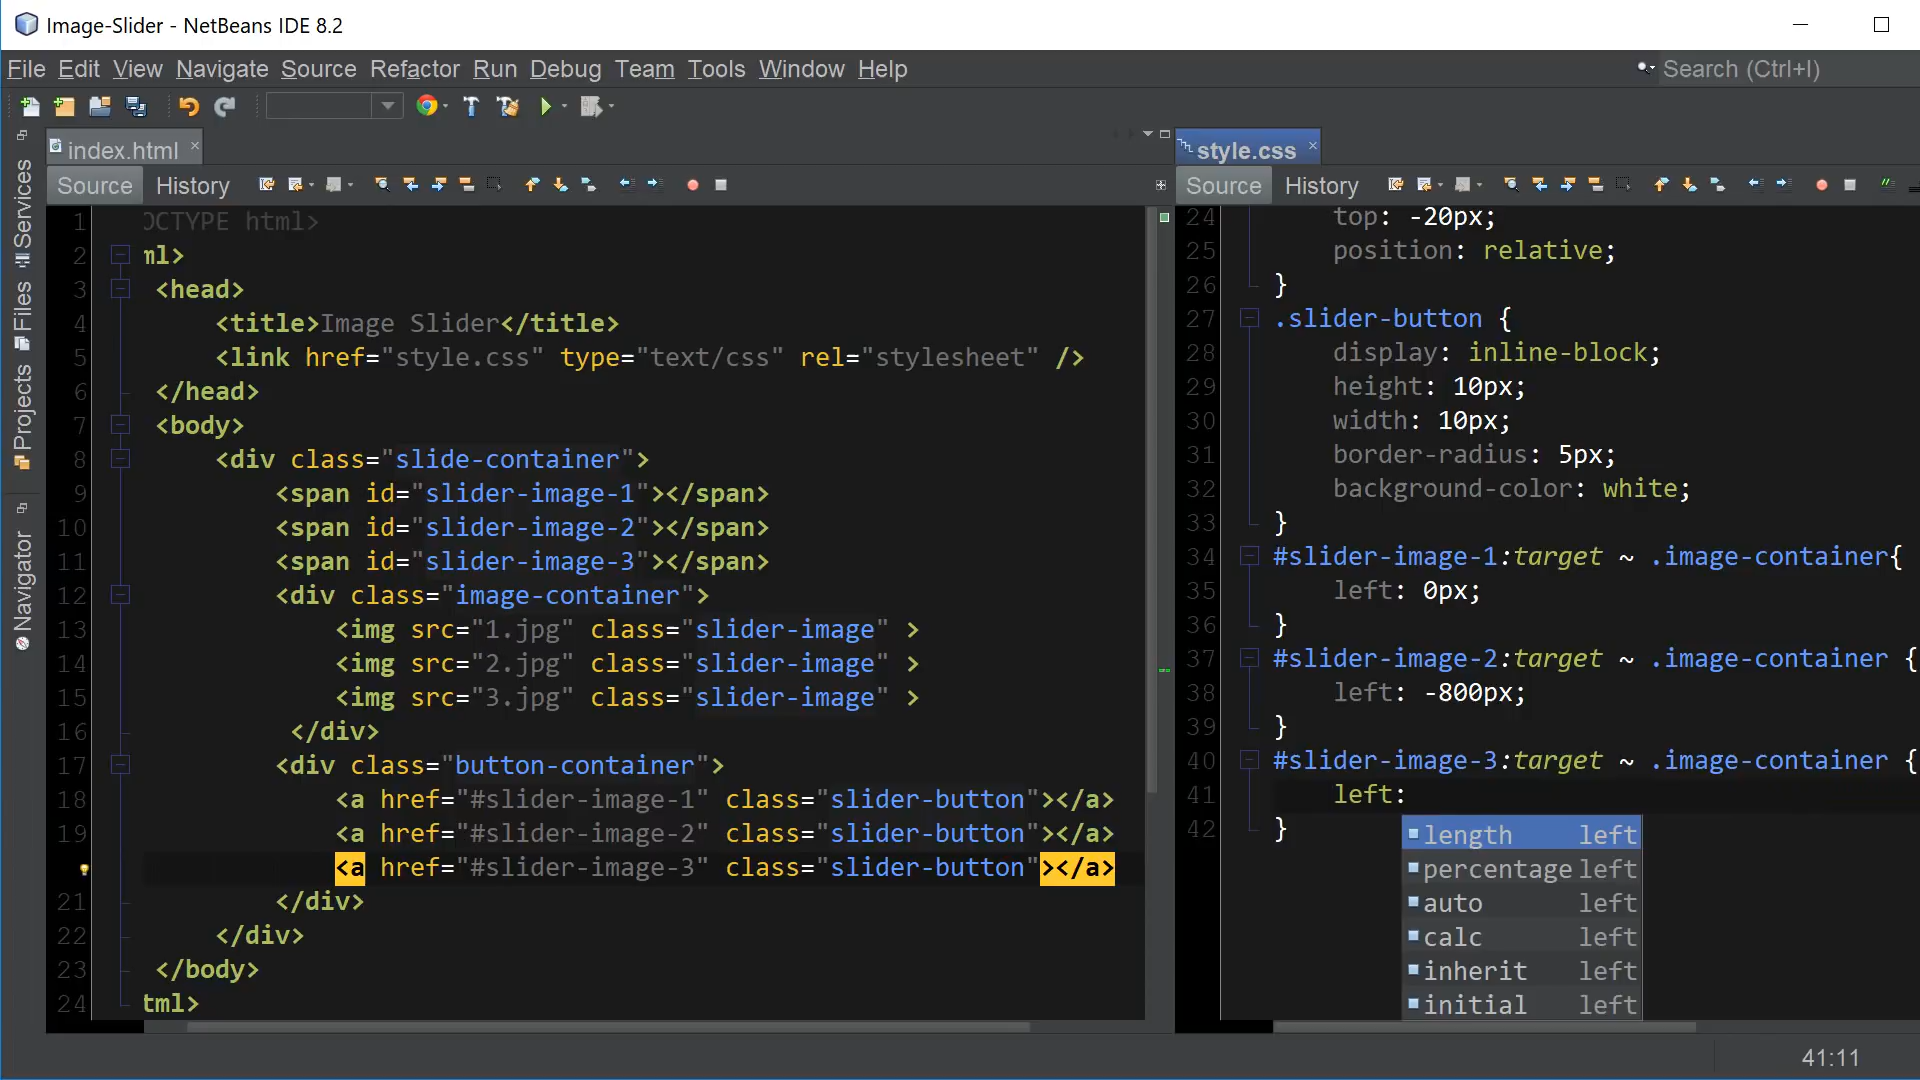 Image-Slider - NetBeans IDE 8.2
File Edit View Navigate Source Refactor Run Debug Team Tools Window Help
Search (Ctrl+I)
Services
Files
Projects
Navigator
index.html
Source History
1 OCTYPE html>
2 ml>
3 <head>
4 <title>Image Slider</title>
5 <link href="style.css" type="text/css" rel="stylesheet" />
6 </head>
7 <body>
8 <div class="slide-container">
9 <span id="slider-image-1"></span>
10 <span id="slider-image-2"></span>
11 <span id="slider-image-3"></span>
12 <div class="image-container">
13 <img src="1.jpg" class="slider-image" >
14 <img src="2.jpg" class="slider-image" >
15 <img src="3.jpg" class="slider-image" >
16 </div>
17 <div class="button-container">
18 <a href="#slider-image-1" class="slider-button"></a>
19 <a href="#slider-image-2" class="slider-button"></a>
<a href="#slider-image-3" class="slider-button"></a>
21 </div>
22 </div>
23 </body>
24 tml>
style.css
Source History
24 top: -20px;
25 position: relative;
26 }
27 .slider-button {
28 display: inline-block;
29 height: 10px;
30 width: 10px;
31 border-radius: 5px;
32 background-color: white;
33 }
34 #slider-image-1:target ~ .image-container{
35 left: 0px;
36 }
37 #slider-image-2:target ~ .image-container {
38 left: -800px;
39 }
40 #slider-image-3:target ~ .image-container {
41 left:
42 }
length left
percentage left
auto left
calc left
inherit left
initial left
41:11